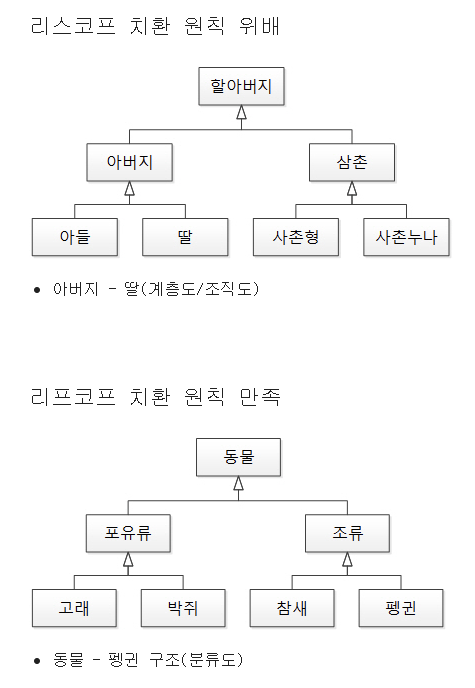 리스코프 치환 원칙 위배
할아버지
아버지 삼촌
아들 딸 사촌형 사촌누나
• 아버지 - 딸(계층도/조직도)
리프코프 치환 원칙 만족
동물
포유류 조류
고래 박쥐 참새 펭귄
• 동물 - 펭귄 구조(분류도)